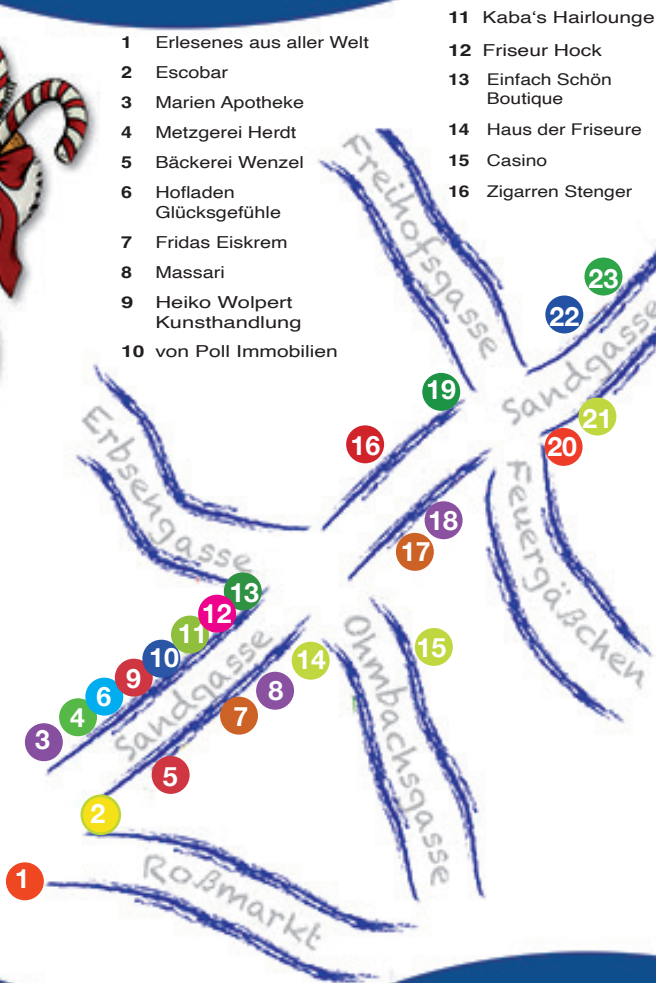 1 Erlesenes aus aller Welt
2 Escobar
3 Marien Apotheke
4 Metzgerei Herdt
5 Bäckerei Wenzel
6 Hofladen
Glücksgefühle
7 Fridas Eiskrem
8 Massari
9 Heiko Wolpert
Kunsthandlung
10 von Poll Immobilien
11 Kaba's Hairlounge
12 Friseur Hock
13 Einfach Schön
Boutique
14 Haus der Friseure
15 Casino
16 Zigarren Stenger
Freihofsgasse
23
22
Sandgasse
19
21
16
20
Erbsengasse
18
17
Feuergäßchen
13
12
11
10
9
6
4
3
Sandgasse
14
8
7
5
Ohmbachsgasse
15
2
1
Roßmarkt